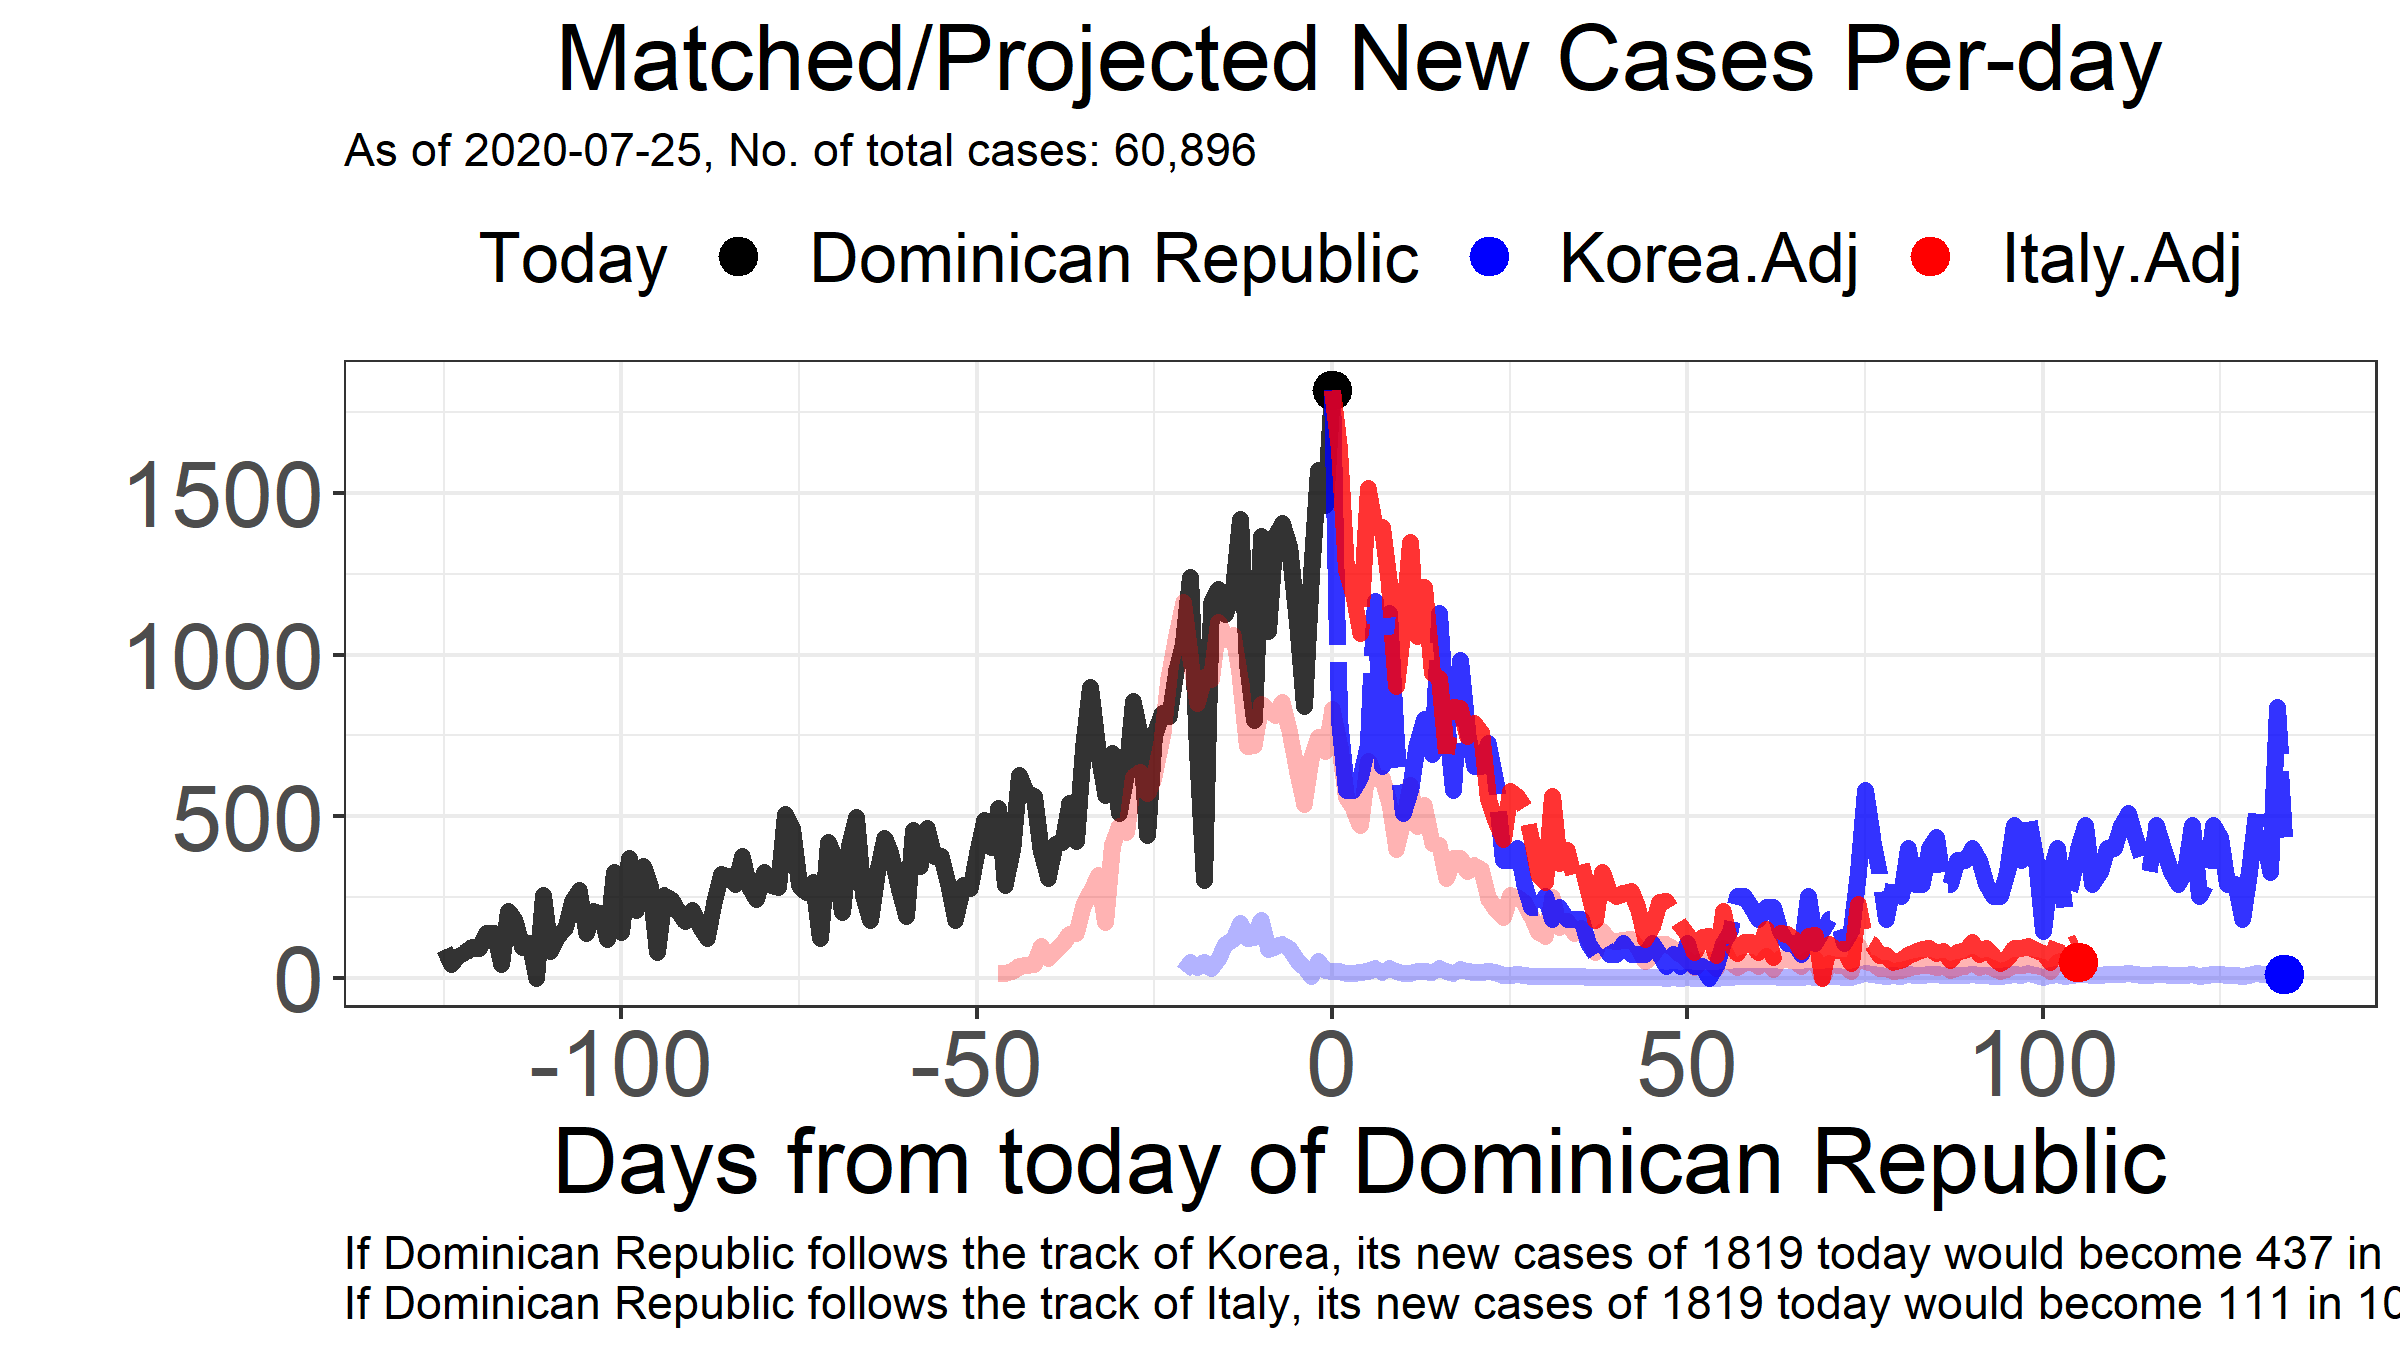 Matched/Projected New Cases Per-day
As of 2020-07-25, No. of total cases: 60,896
Today Dominican Republic Korea.Adj Italy.Adj
1500
1000
500
0
-100 -50 0 50 100
Days from today of Dominican Republic
If Dominican Republic follows the track of Korea, its new cases of 1819 today would become 437 in
If Dominican Republic follows the track of Italy, its new cases of 1819 today would become 111 in